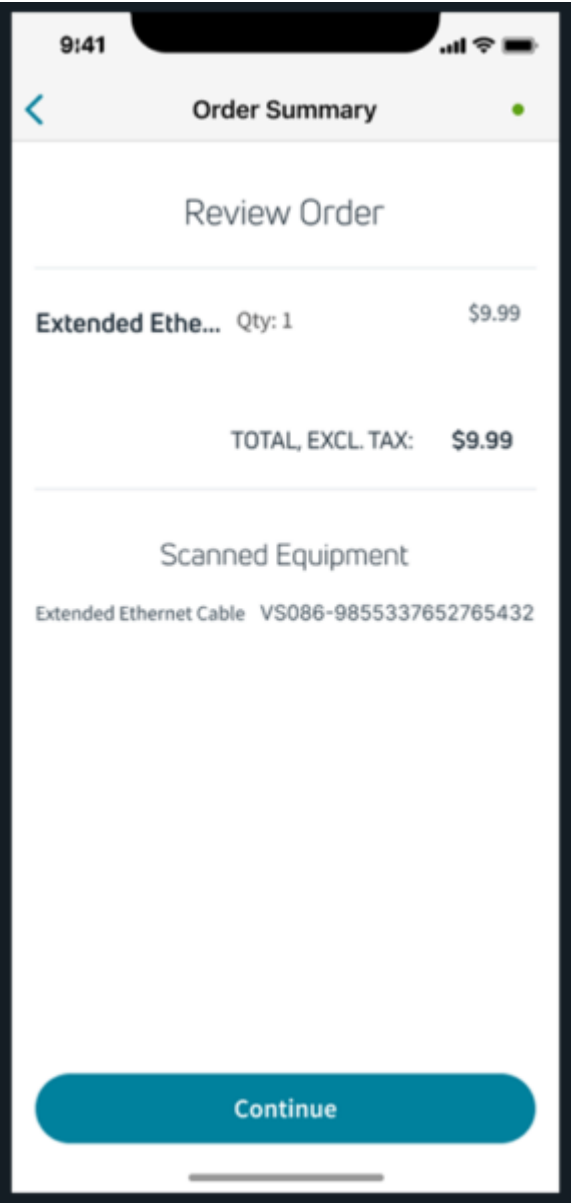 9:41
Order Summary
Review Order
Extended Ethe... Qty: 1 $9.99
TOTAL, EXCL. TAX: $9.99
Scanned Equipment
Extended Ethernet Cable VS086-9855337652765432
Continue